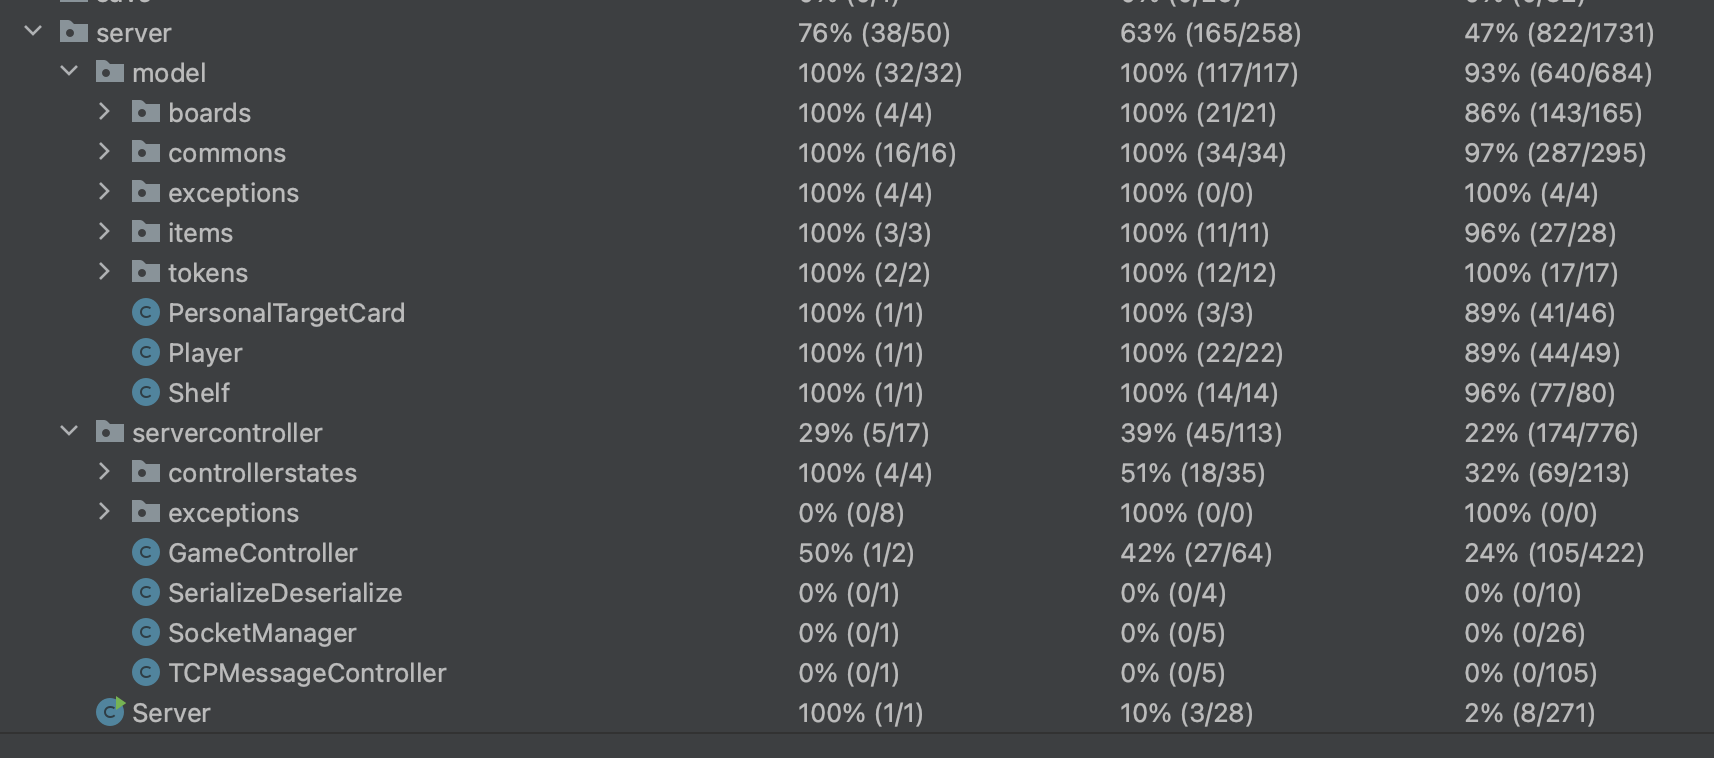 server 76% (38/50) 63% (165/258) 47% (822/1731)
model 100% (32/32) 100% (117/117) 93% (640/684)
boards 100% (4/4) 100% (21/21) 86% (143/165)
commons 100% (16/16) 100% (34/34) 97% (287/295)
exceptions 100% (4/4) 100% (0/0) 100% (4/4)
items 100% (3/3) 100% (11/11) 96% (27/28)
tokens 100% (2/2) 100% (12/12) 100% (17/17)
PersonalTargetCard 100% (1/1) 100% (3/3) 89% (41/46)
Player 100% (1/1) 100% (22/22) 89% (44/49)
Shelf 100% (1/1) 100% (14/14) 96% (77/80)
servercontroller 29% (5/17) 39% (45/113) 22% (174/776)
controllerstates 100% (4/4) 51% (18/35) 32% (69/213)
exceptions 0% (0/8) 100% (0/0) 100% (0/0)
GameController 50% (1/2) 42% (27/64) 24% (105/422)
SerializeDeserialize 0% (0/1) 0% (0/4) 0% (0/10)
SocketManager 0% (0/1) 0% (0/5) 0% (0/26)
TCPMessageController 0% (0/1) 0% (0/5) 0% (0/105)
Server 100% (1/1) 10% (3/28) 2% (8/271)